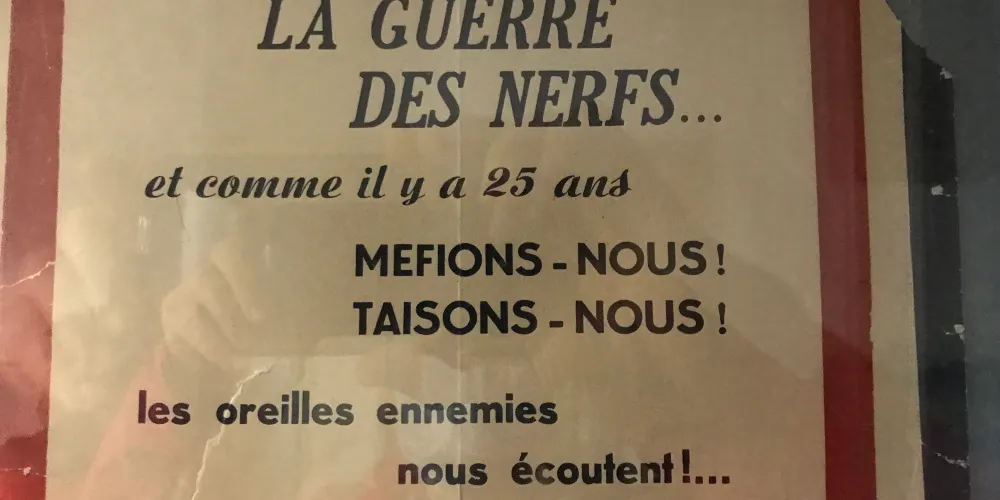 LA GUERRE
DES NERFS...
et comme il y a 25 ans
MEFIONS - NOUS !
TAISONS - NOUS !
les oreilles ennemies
nous écoutent !...